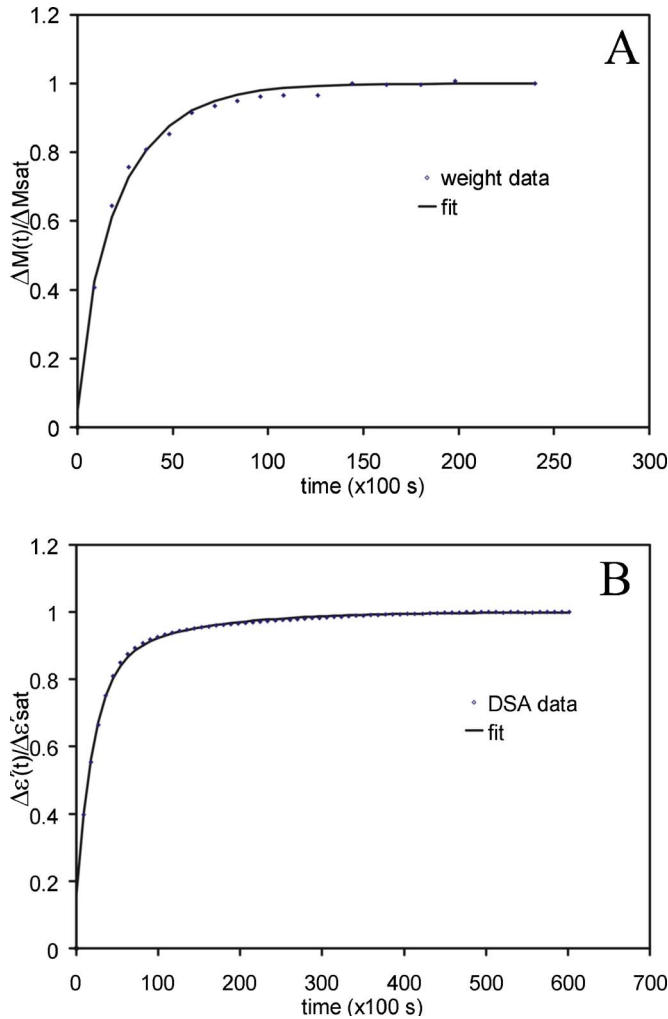 A
1.2
1
0.8
0.6
0.4
0.2
0
ΔM(t)/ΔMsat
weight data
fit
0 50 100 150 200 250 300
time (x100 s)
B
1.2
1
0.8
0.6
0.4
0.2
0
Δε'(t)/Δε'sat
DSA data
fit
0 100 200 300 400 500 600 700
time (x100 s)